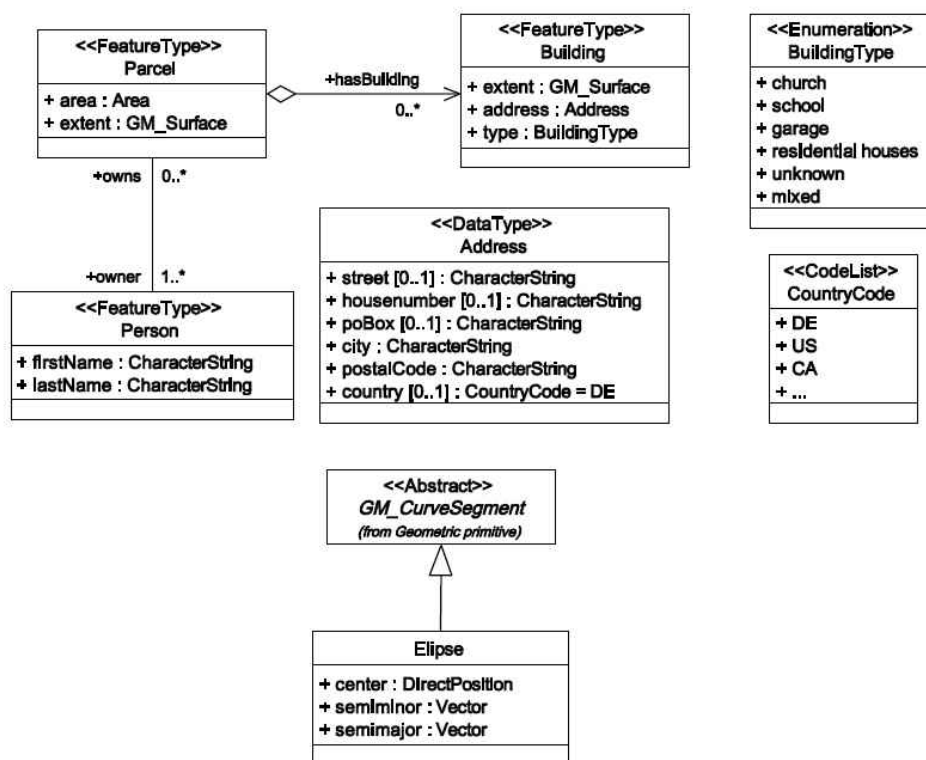 <<FeatureType>>
Parcel
+ area : Area
+ extent : GM_Surface
+hasBuilding
0..*
<<FeatureType>>
Building
+ extent : GM_Surface
+ address : Address
+ type : BuildingType
<<Enumeration>>
BuildingType
+ church
+ school
+ garage
+ residential houses
+ unknown
+ mixed
+owns 0..*
+owner 1..*
<<FeatureType>>
Person
+ firstName : CharacterString
+ lastName : CharacterString
<<DataType>>
Address
+ street [0..1] : CharacterString
+ housenumber [0..1] : CharacterString
+ poBox [0..1] : CharacterString
+ city : CharacterString
+ postalCode : CharacterString
+ country [0..1] : CountryCode = DE
<<CodeList>>
CountryCode
+ DE
+ US
+ CA
+ ...
<<Abstract>>
GM_CurveSegment
(from Geometric primitive)
Elipse
+ center : DirectPosition
+ semiminor : Vector
+ semimajor : Vector